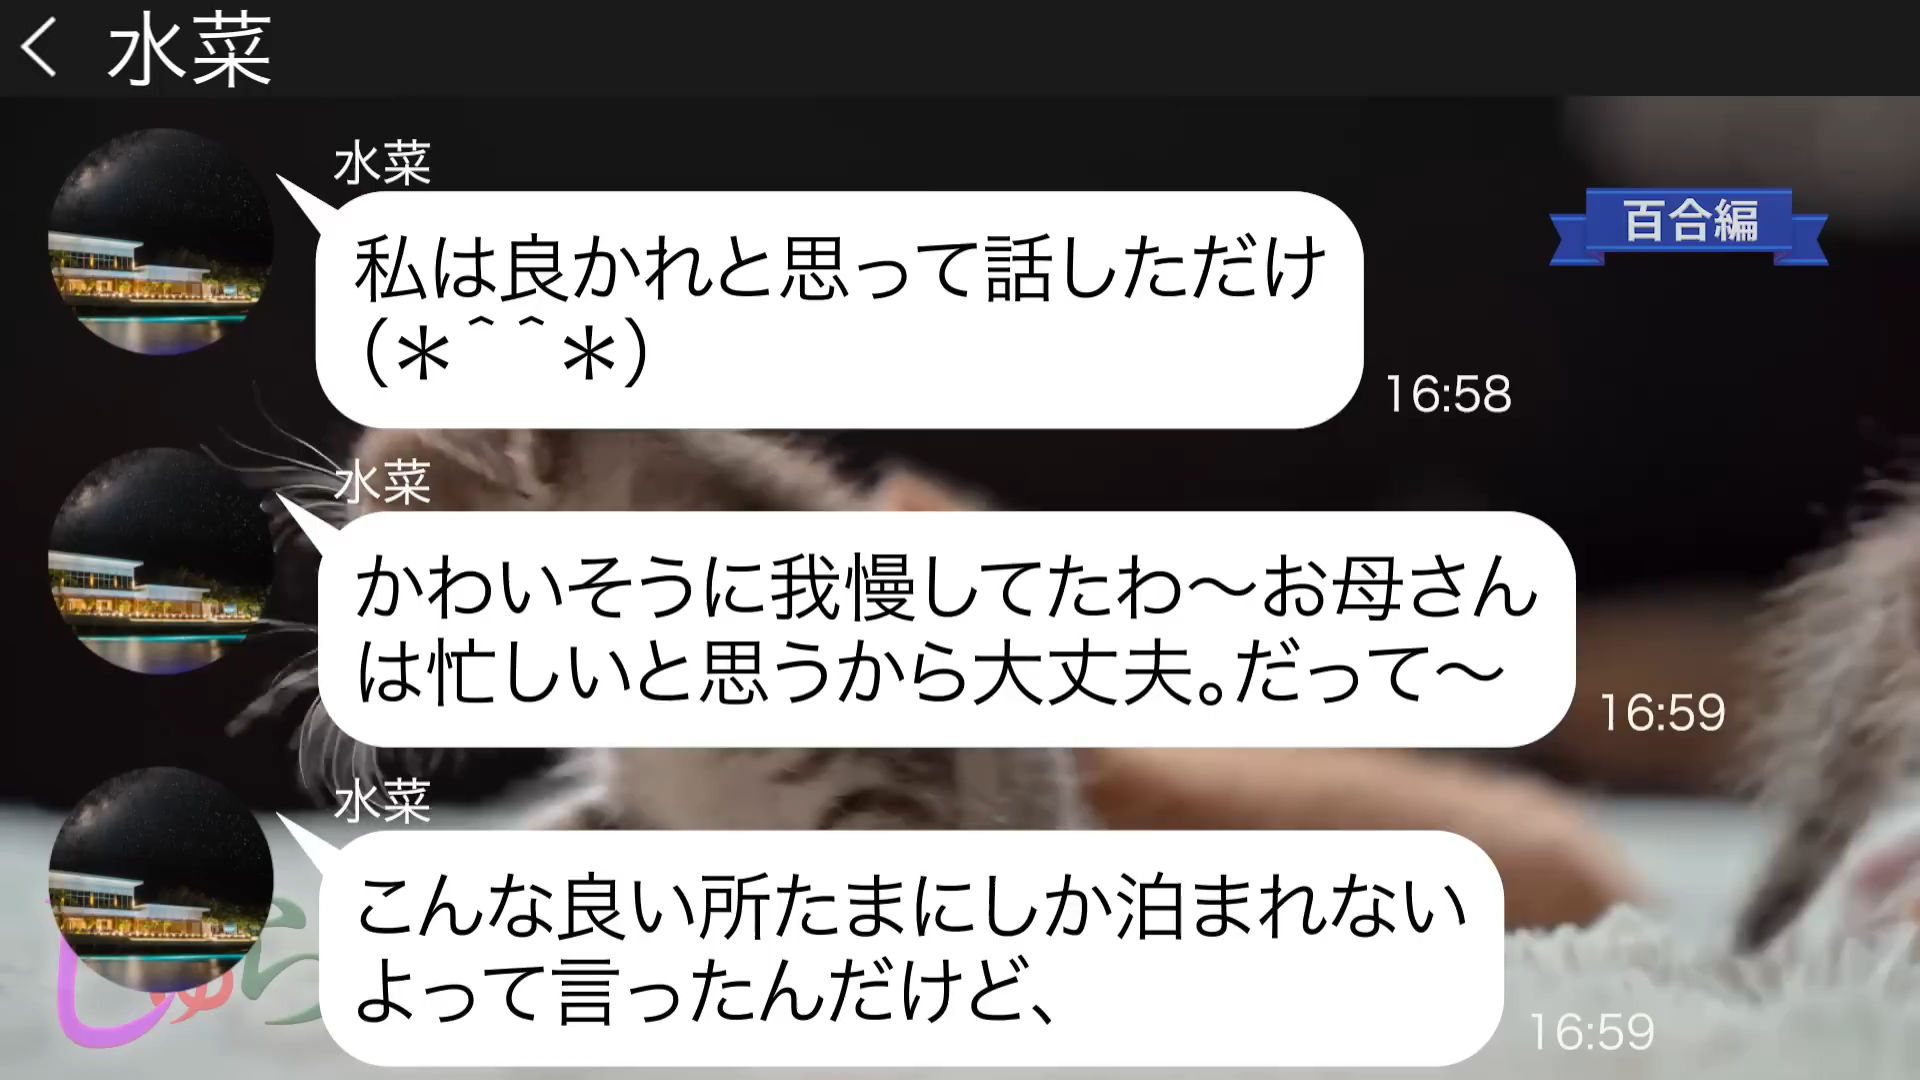 水菜
水菜
百合編
私は良かれと思って話しただけ
(＊＾＾＊)
16:58
水菜
かわいそうに我慢してたわ〜お母さん
は忙しいと思うから大丈夫。だって〜
16:59
水菜
こんな良い所たまにしか泊まれない
よって言ったんだけど、
16:59